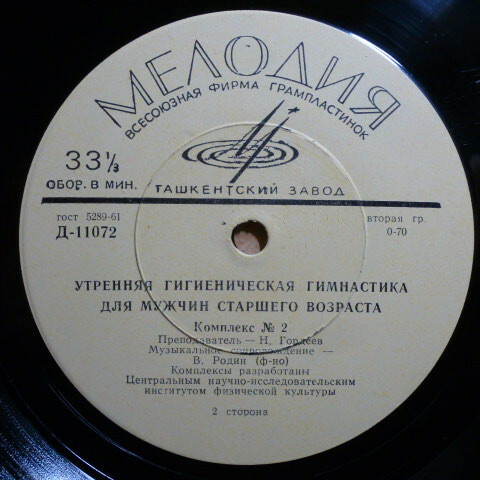 МЕЛОДИЯ
ВСЕСОЮЗНАЯ ФИРМА ГРАМПЛАСТИНОК
33⅓
ОБОР. В МИН.
ТАШКЕНТСКИЙ ЗАВОД
гост 5289-61
вторая гр.
Д-11072
0-70
УТРЕННЯЯ ГИГИЕНИЧЕСКАЯ ГИМНАСТИКА
ДЛЯ МУЖЧИН СТАРШЕГО ВОЗРАСТА
Комплекс № 2
Преподаватель — Н. Гордеев
Музыкальное сопровождение —
В. Родин (ф-но)
Комплексы разработаны
Центральным научно-исследовательским
институтом физической культуры
2 сторона